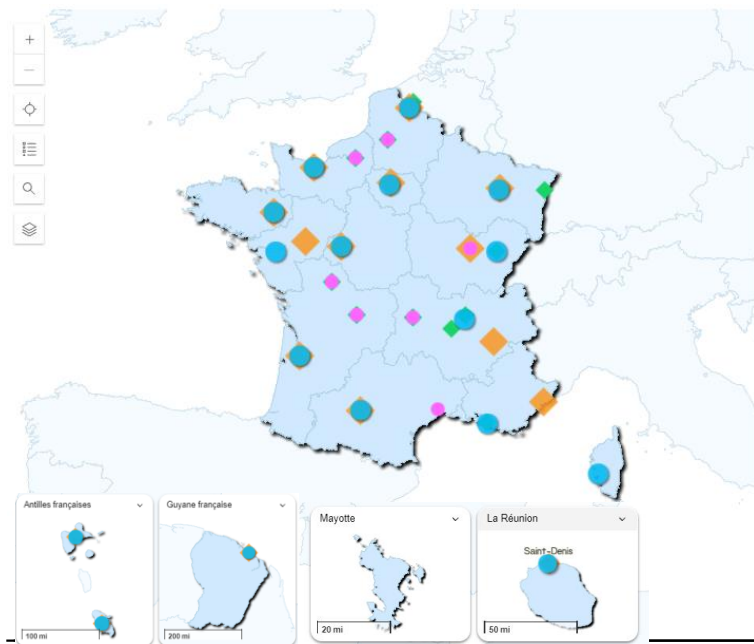 Antilles françaises
Guyane française
Mayotte
La Réunion
Saint-Denis
100 mi
200 mi
20 mi
50 mi